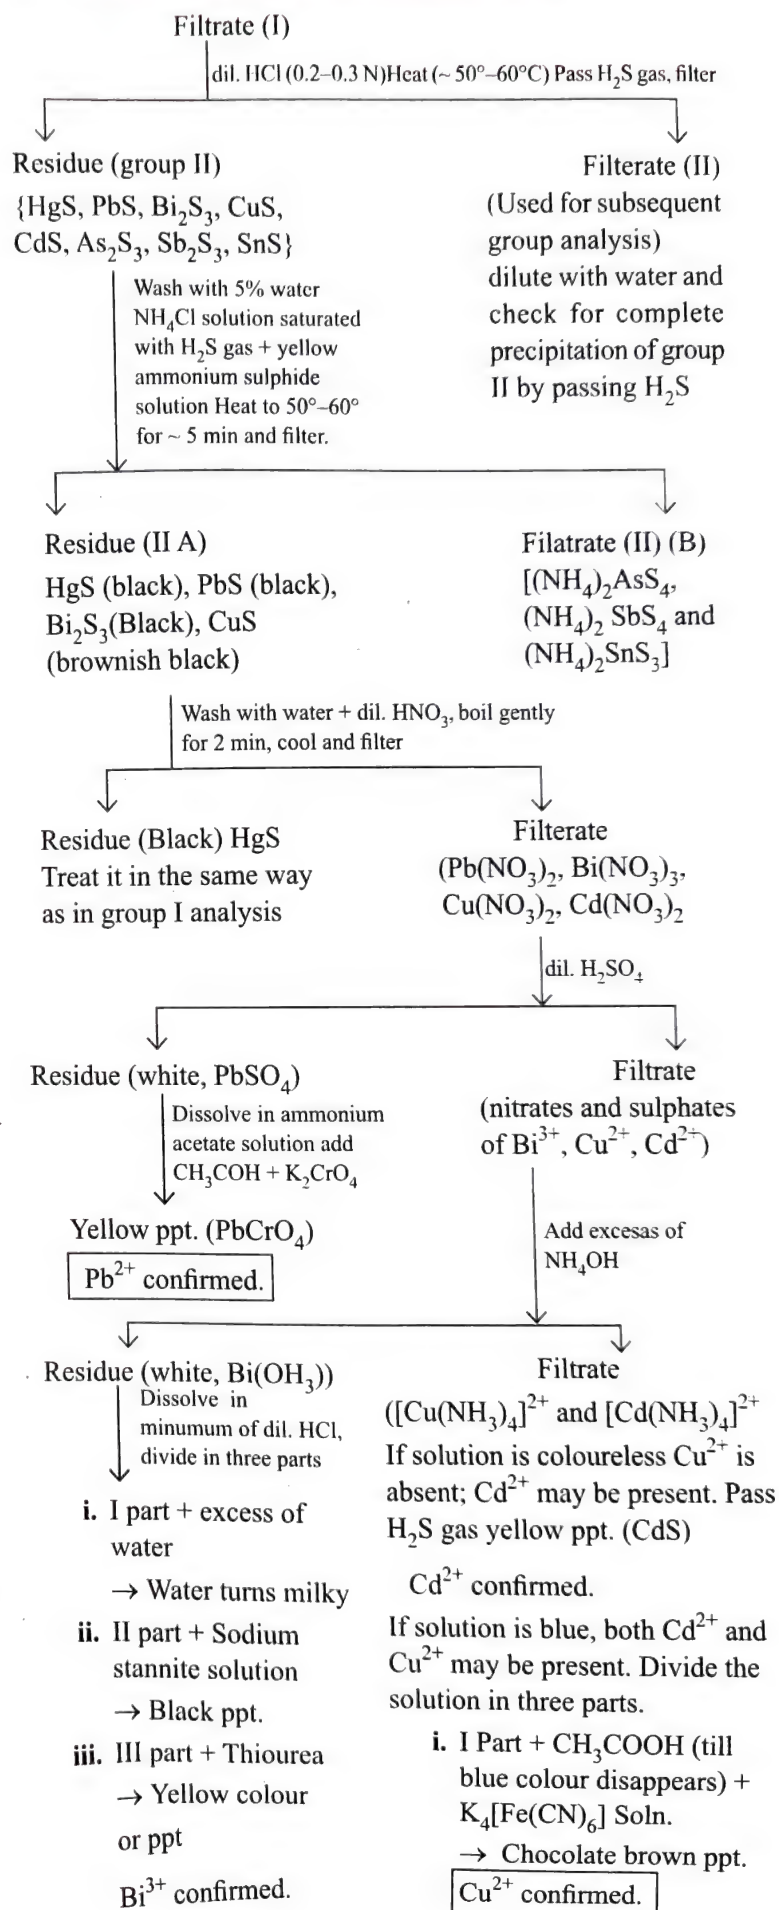 Filtrate (I)
dil. HCl (0.2–0.3 N)Heat (~ 50°–60°C) Pass H₂S gas, filter
Residue (group II)
{HgS, PbS, Bi₂S₃, CuS,
CdS, As₂S₃, Sb₂S₃, SnS}
Filterate (II)
(Used for subsequent
group analysis)
dilute with water and
check for complete
precipitation of group
II by passing H₂S
Wash with 5% water
NH₄Cl solution saturated
with H₂S gas + yellow
ammonium sulphide
solution Heat to 50°–60°
for ~ 5 min and filter.
Residue (II A)
HgS (black), PbS (black),
Bi₂S₃(Black), CuS
(brownish black)
Filatrate (II) (B)
[(NH₄)₂AsS₄,
(NH₄)₂ SbS₄ and
(NH₄)₂SnS₃]
Wash with water + dil. HNO₃, boil gently
for 2 min, cool and filter
Residue (Black) HgS
Treat it in the same way
as in group I analysis
Filterate
(Pb(NO₃)₂, Bi(NO₃)₃,
Cu(NO₃)₂, Cd(NO₃)₂
dil. H₂SO₄
Residue (white, PbSO₄)
Dissolve in ammonium
acetate solution add
CH₃COH + K₂CrO₄
Yellow ppt. (PbCrO₄)
Pb²⁺ confirmed.
Filtrate
(nitrates and sulphates
of Bi³⁺, Cu²⁺, Cd²⁺)
Add excesas of
NH₄OH
Residue (white, Bi(OH₃))
Dissolve in
minumum of dil. HCl,
divide in three parts
i. I part + excess of
water
→ Water turns milky
ii. II part + Sodium
stannite solution
→ Black ppt.
iii. III part + Thiourea
→ Yellow colour
or ppt
Bi³⁺ confirmed.
Filtrate
([Cu(NH₃)₄]²⁺ and [Cd(NH₃)₄]²⁺
If solution is coloureless Cu²⁺ is
absent; Cd²⁺ may be present. Pass
H₂S gas yellow ppt. (CdS)
Cd²⁺ confirmed.
If solution is blue, both Cd²⁺ and
Cu²⁺ may be present. Divide the
solution in three parts.
i. I Part + CH₃COOH (till
blue colour disappears) +
K₄[Fe(CN)₆] Soln.
→ Chocolate brown ppt.
Cu²⁺ confirmed.